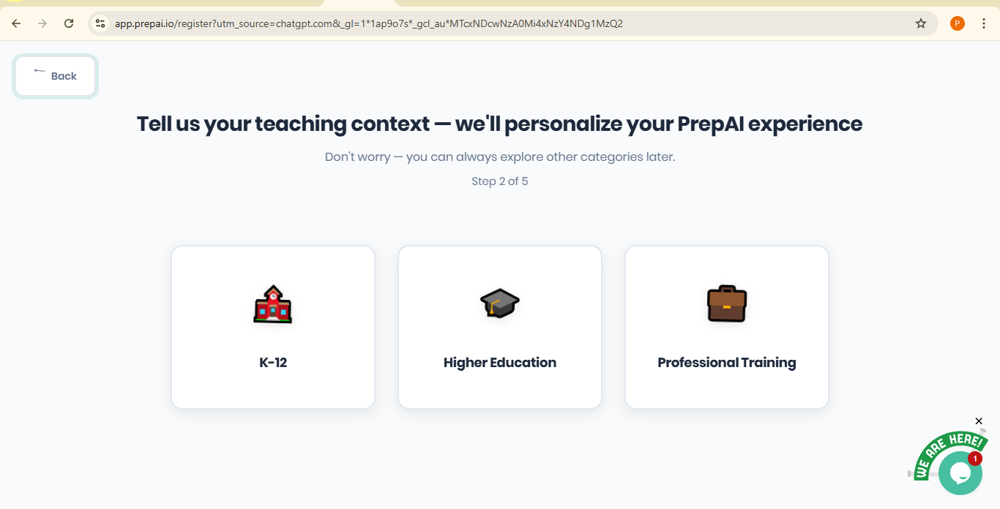 app.prepai.io/register?utm_source=chatgpt.com&_gl=1*1ap9o7s*_gcl_au*MTcxNDcwNzA0Mi4xNzY4NDg1MzQ2
P
← Back
Tell us your teaching context — we'll personalize your PrepAI experience
Don't worry — you can always explore other categories later.
Step 2 of 5
K-12
Higher Education
Professional Training
WE ARE HERE!
1